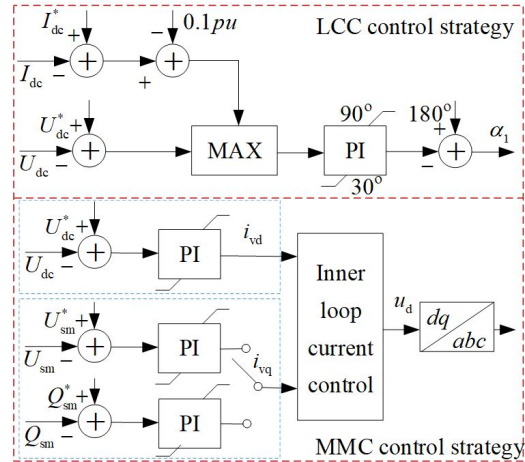 I*dc + − 0.1pu LCC control strategy
+ +
Idc − +
U*dc + 90° 180° +
+ MAX PI + α1
Udc − 30° −
U*dc + ivd
+ PI
Udc −
Inner
loop
current
control
ud
dq
abc
U*sm +
+ PI
Usm − ivq
Q*sm +
+ PI
Qsm −
MMC control strategy